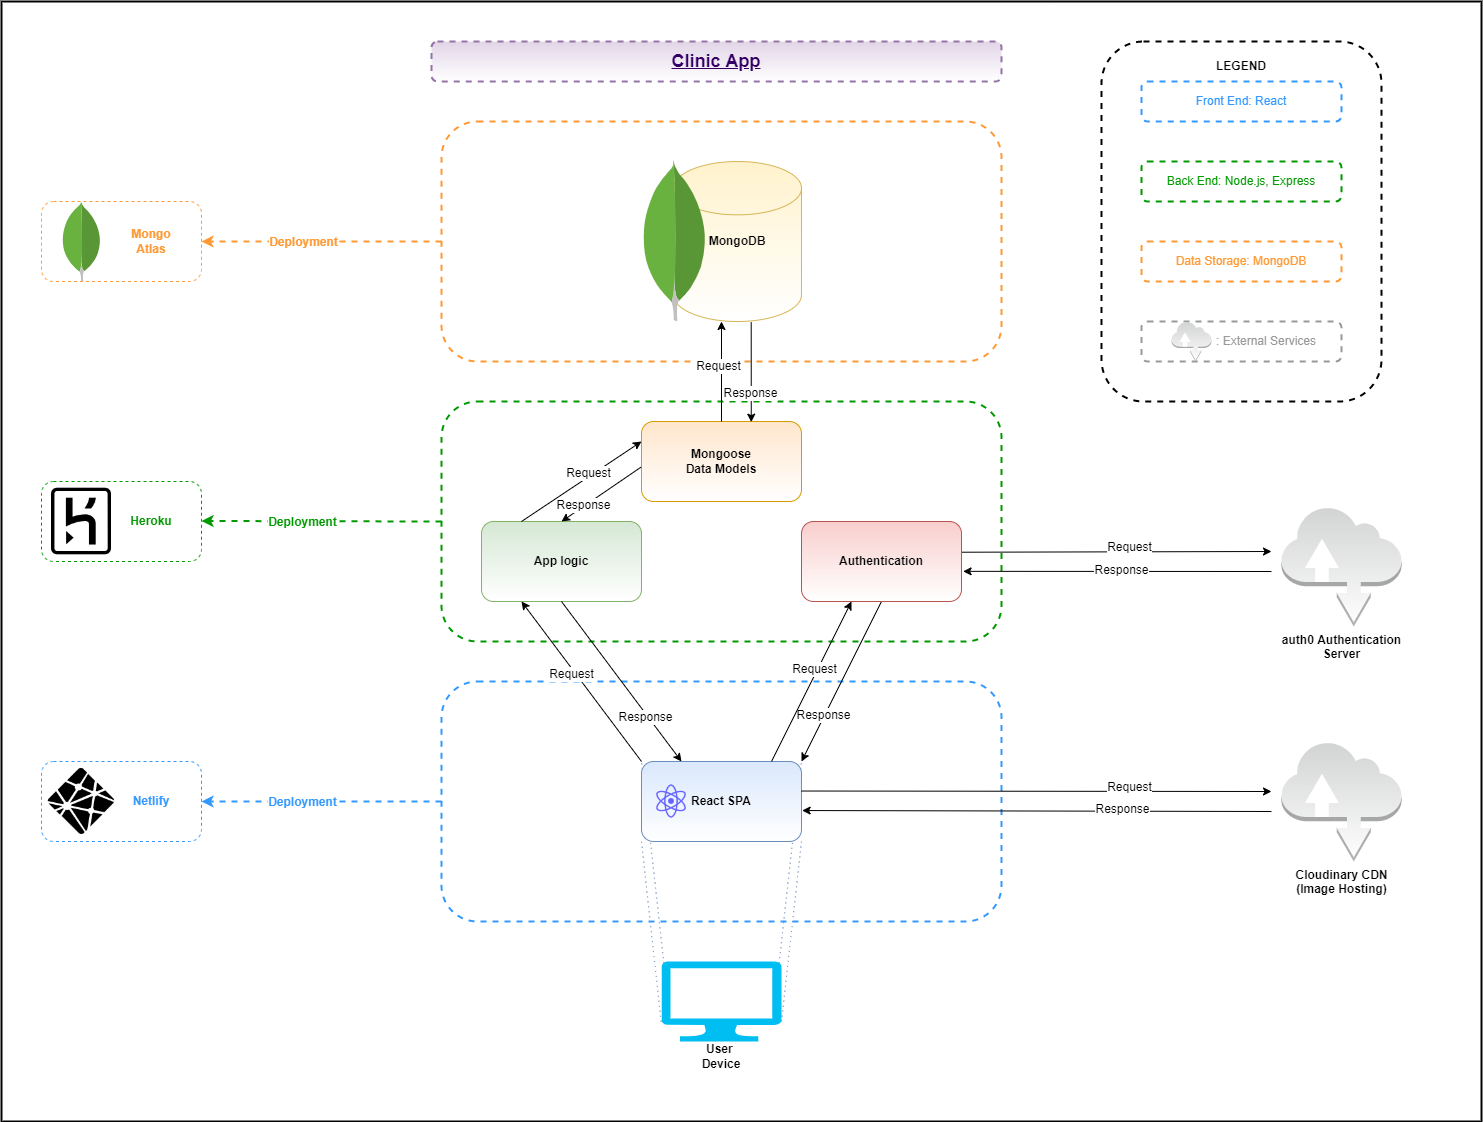 Clinic App
LEGEND
Front End: React
Back End: Node.js, Express
Data Storage: MongoDB
: External Services
Mongo
Atlas
Deployment
MongoDB
Request
Response
Mongoose
Data Models
Request
Response
Heroku
Deployment
App logic
Authentication
Request
Response
auth0 Authentication
Server
Request
Response
Request
Response
Netlify
Deployment
React SPA
Request
Response
Cloudinary CDN
(Image Hosting)
User
Device